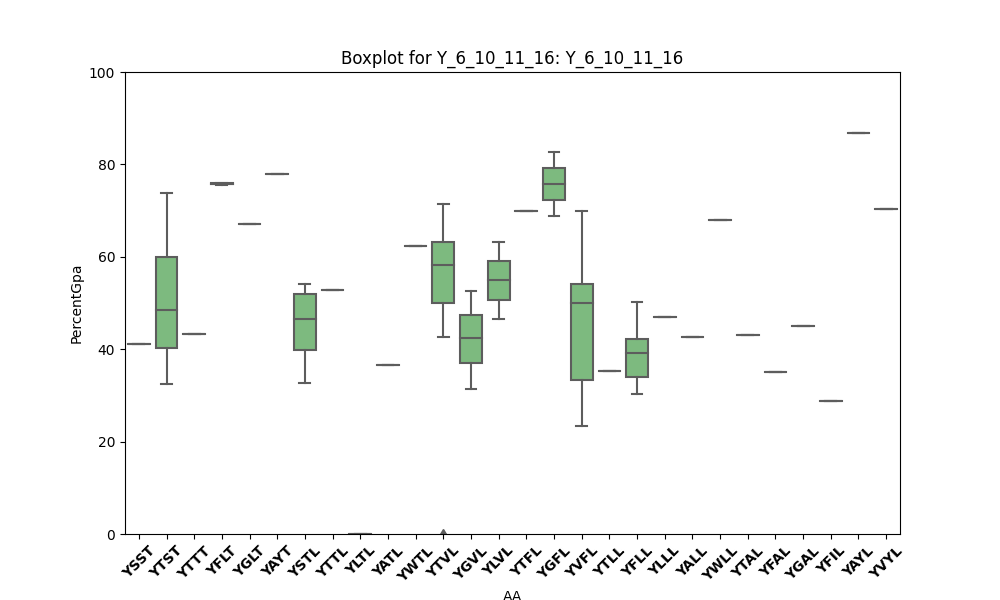 Boxplot for Y_6_10_11_16: Y_6_10_11_16
PercentGpa
100
80
60
40
20
0
YSST
YTST
YTTT
YFLT
YGLT
YAYT
YSTL
YTTL
YLTL
YATL
YWTL
YTVL
YGVL
YLVL
YTFL
YGFL
YVFL
YTLL
YFLL
YLLL
YALL
YWLL
YTAL
YFAL
YGAL
YFIL
YAYL
YVYL
AA